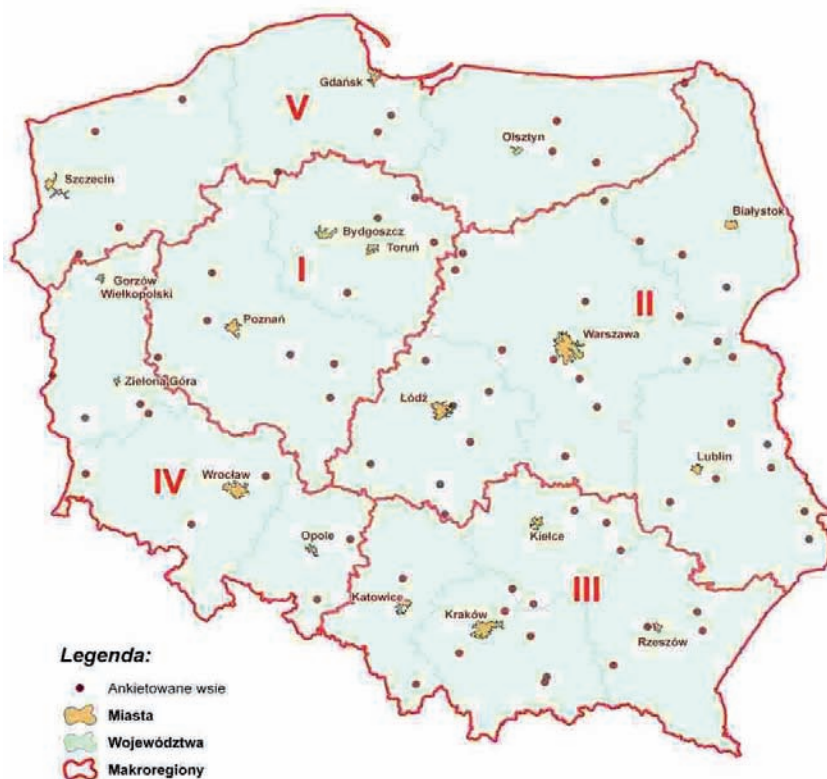 Gdańsk
V
Olsztyn
Szczecin
Białystok
Bydgoszcz
Toruń
I
Gorzów
Wielkopolski
II
Poznań
Warszawa
Zielona Góra
Łódź
Lublin
IV
Wrocław
Opole
Kielce
III
Katowice
Kraków
Rzeszów
Legenda:
Ankietowane wsie
Miasta
Województwa
Makroregiony